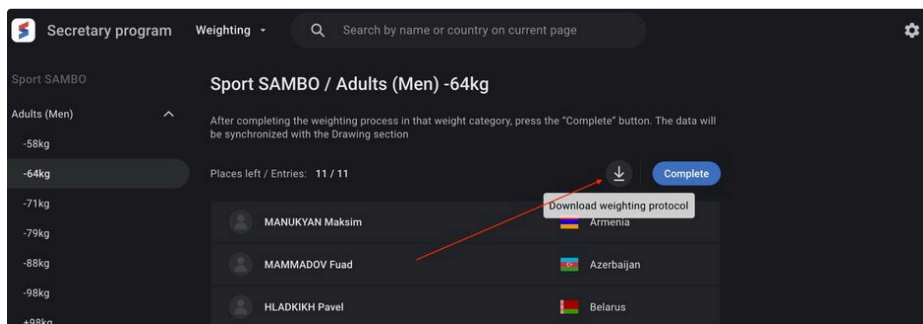 Secretary program
Weighting
Search by name or country on current page
Sport SAMBO
Adults (Men)
-58kg
-64kg
-71kg
-79kg
-88kg
-98kg
+98kg
Sport SAMBO / Adults (Men) -64kg
After completing the weighting process in that weight category, press the "Complete" button. The data will
be synchronized with the Drawing section
Places left / Entries: 11 / 11
Complete
Download weighting protocol
MANUKYAN Maksim Armenia
MAMMADOV Fuad Azerbaijan
HLADKIKH Pavel Belarus